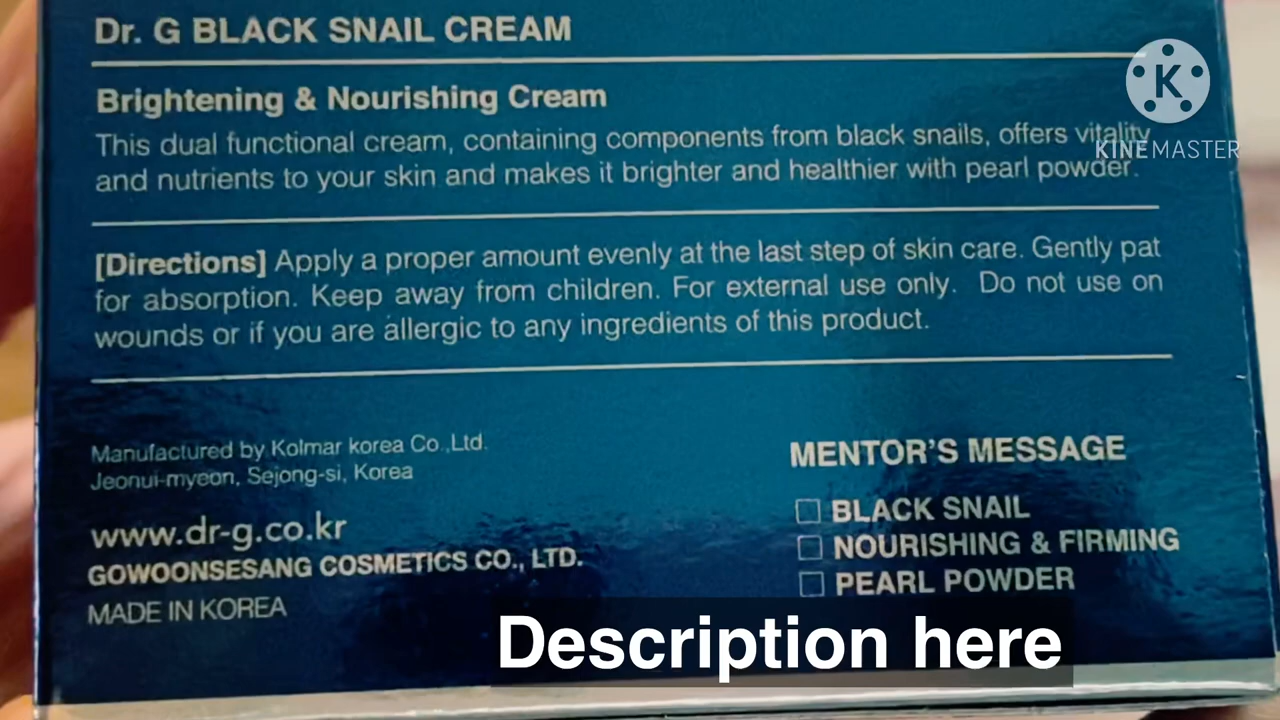 Dr. G BLACK SNAIL CREAM
Brightening & Nourishing Cream
This dual functional cream, containing components from black snails, offers vitality
and nutrients to your skin and makes it brighter and healthier with pearl powder.
[Directions] Apply a proper amount evenly at the last step of skin care. Gently pat
for absorption. Keep away from children. For external use only. Do not use on
wounds or if you are allergic to any ingredients of this product.
Manufactured by Kolmar korea Co.,Ltd.
Jeonui-myeon, Sejong-si, Korea
www.dr-g.co.kr
GOWOONSESANG COSMETICS CO., LTD.
MADE IN KOREA
MENTOR'S MESSAGE
BLACK SNAIL
NOURISHING & FIRMING
PEARL POWDER
Description here
K
KINEMASTER